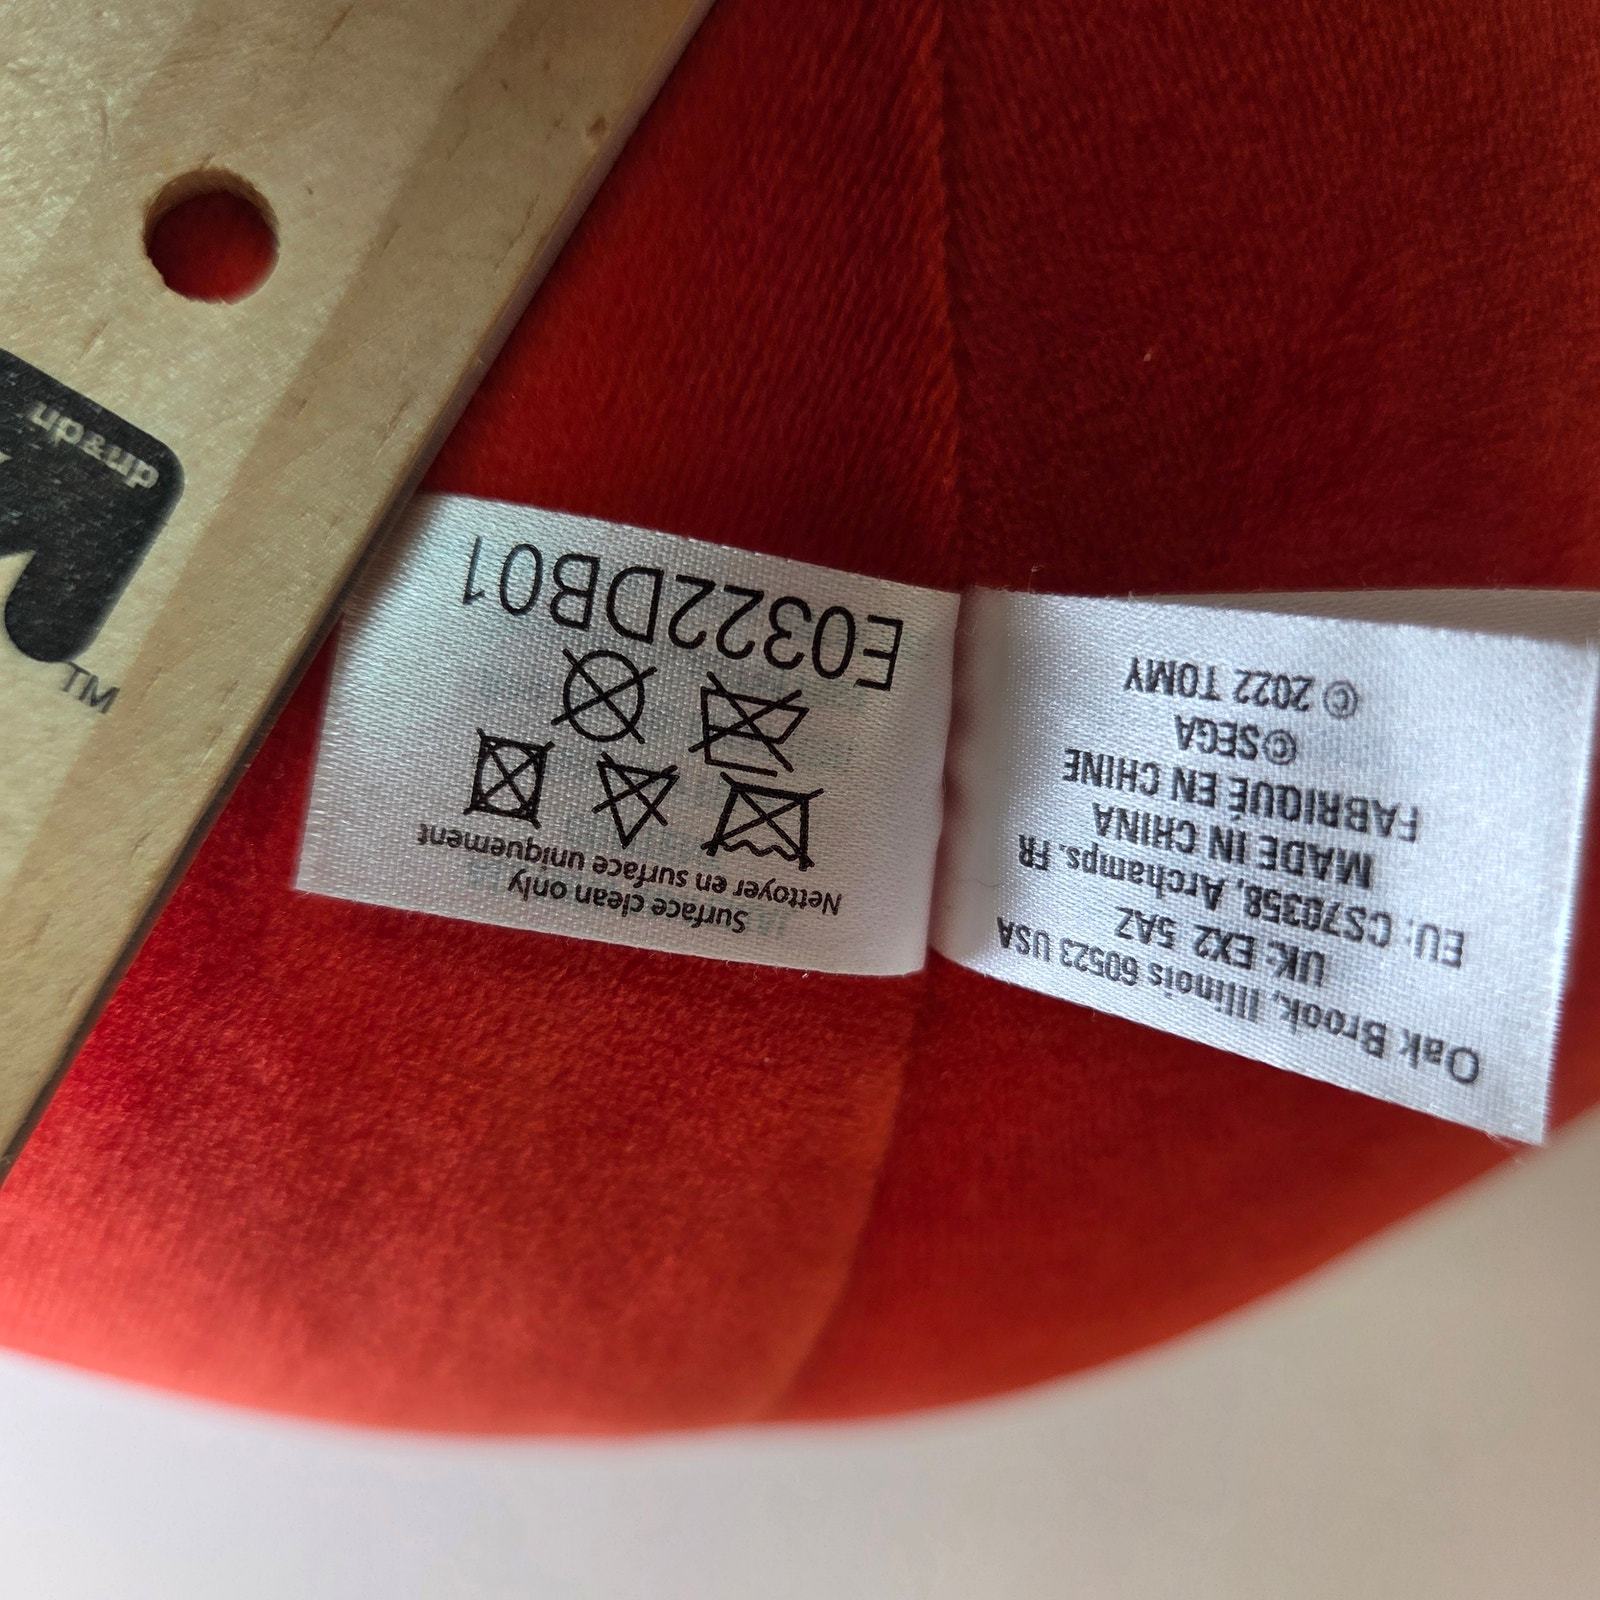 Oak Brook, Illinois 60523 USA
UK: EX2 5AZ
EU: CS70358, Archamps, FR
MADE IN CHINA
FABRIQUÉ EN CHINE
©SEGA
© 2022 TOMY
Surface clean only
Nettoyer en surface uniquement
E0322DB01
up&up
TM